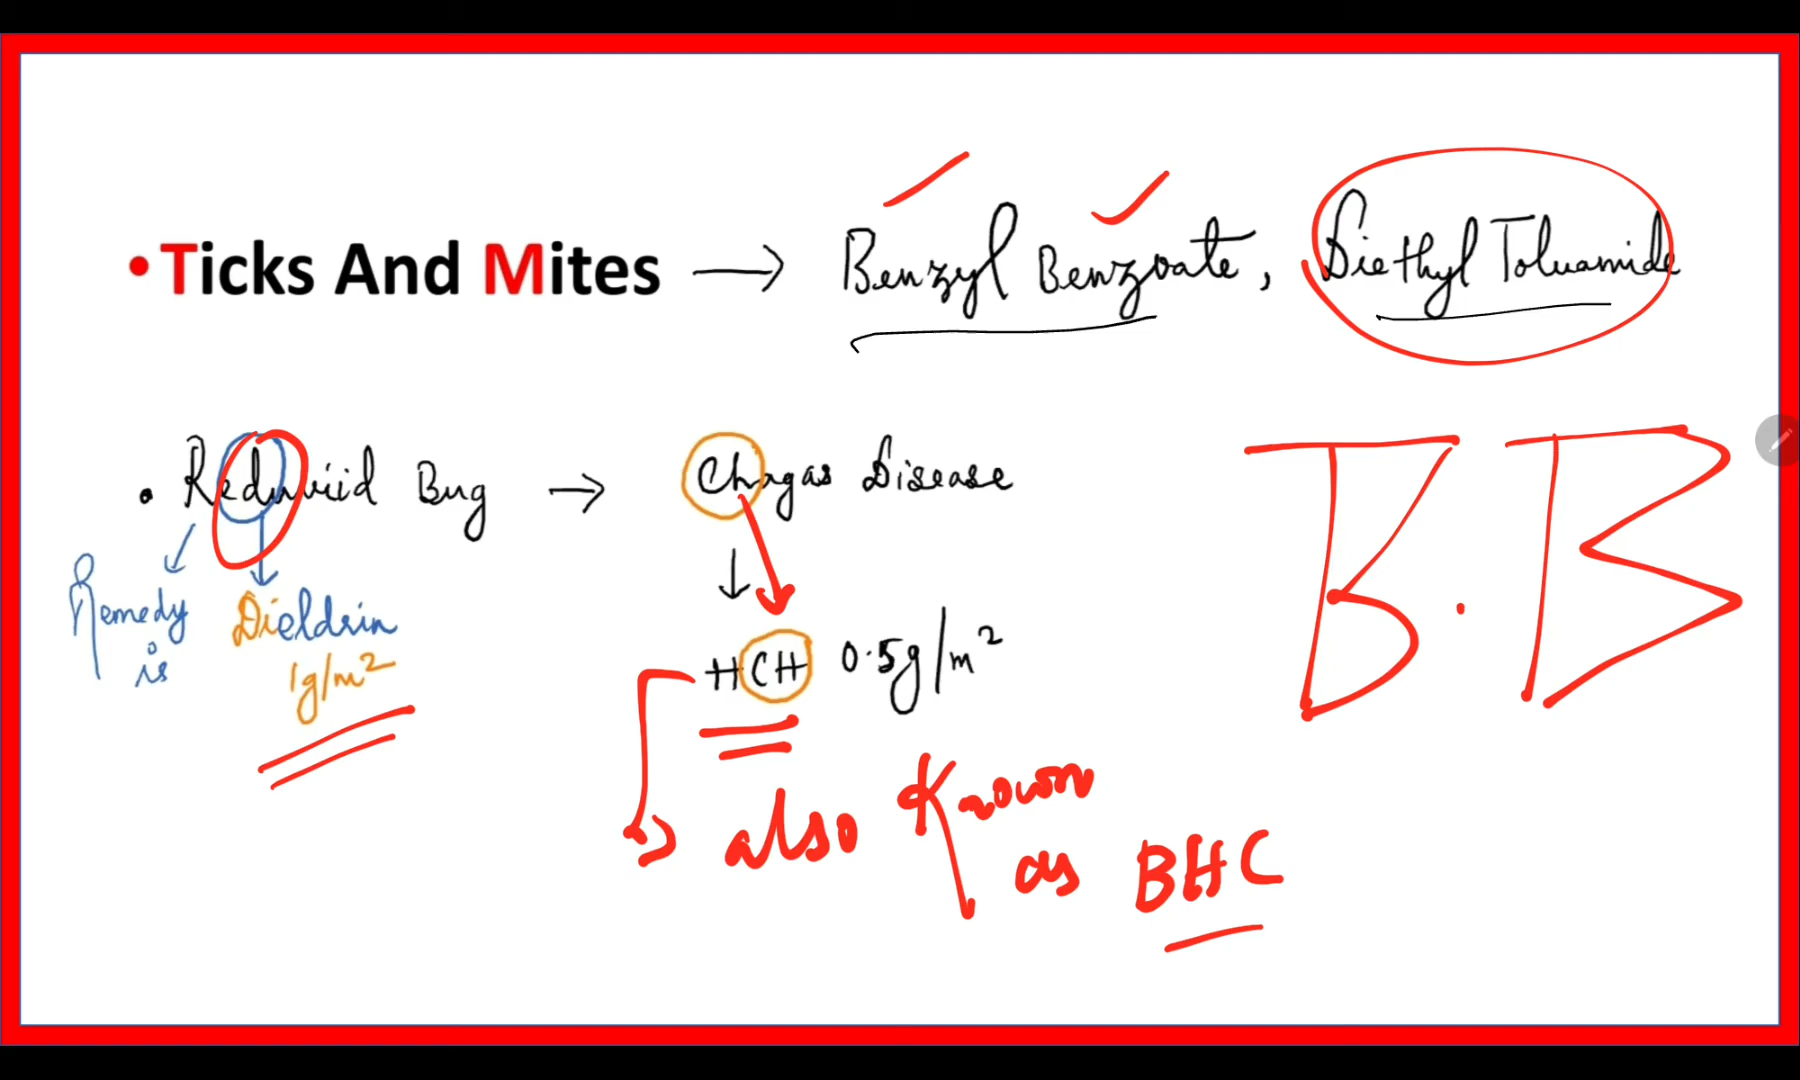 • Ticks And Mites → Benzyl Benzoate, Diethyl Toluamide
• Reduviid Bug → Chagas Disease
Remedy is
Dieldrin
1g/m²
HCH 0.5g/m²
also Known as BHC
B.B